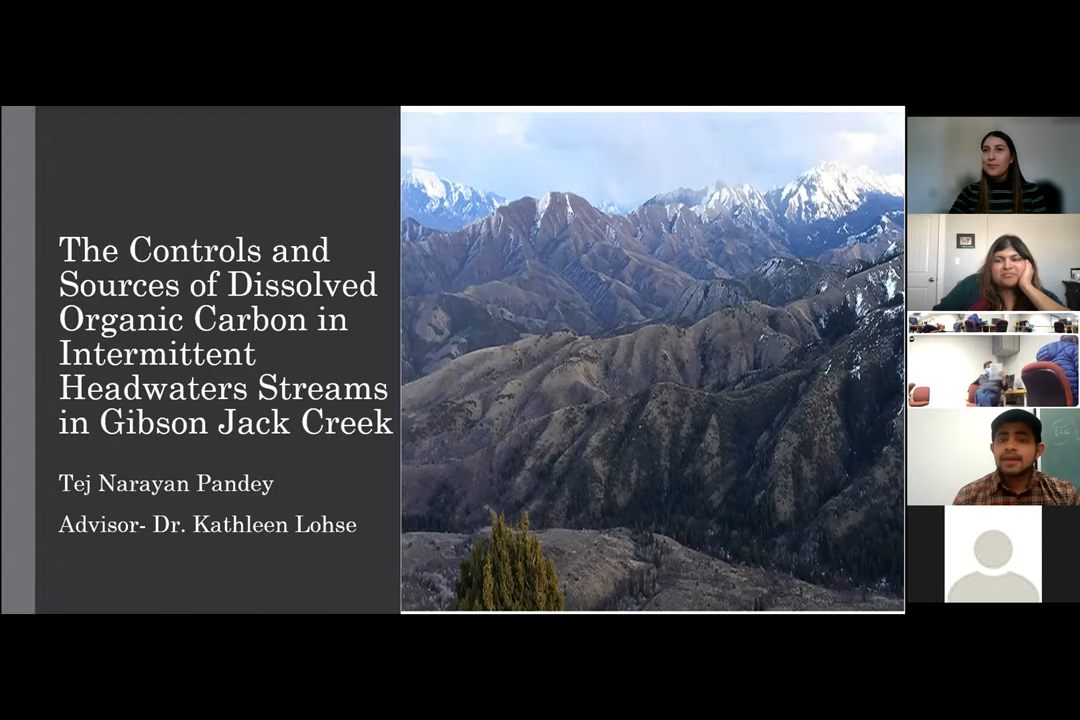 The Controls and
Sources of Dissolved
Organic Carbon in
Intermittent
Headwaters Streams
in Gibson Jack Creek
Tej Narayan Pandey
Advisor- Dr. Kathleen Lohse